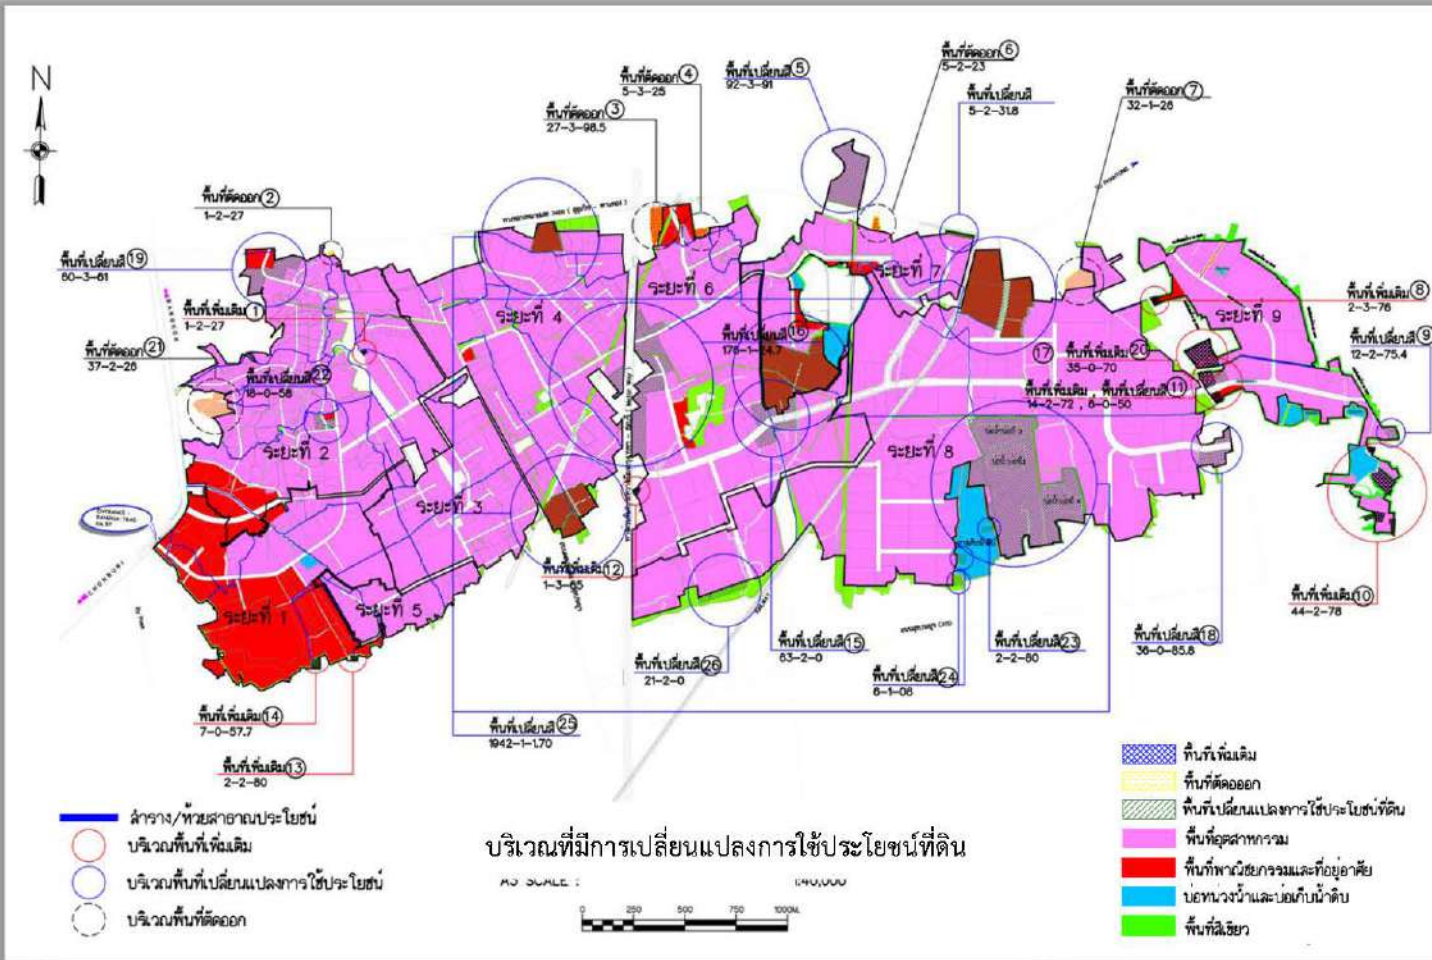 N
พื้นที่ตัดออก 6
5-2-23
พื้นที่ตัดออก 4
5-3-25
พื้นที่เปลี่ยนสี 5
92-3-91
พื้นที่เปลี่ยนสี
5-2-31.8
พื้นที่ตัดออก 7
32-1-26
พื้นที่ตัดออก 3
27-3-98.5
พื้นที่ตัดออก 2
1-2-27
พื้นที่เปลี่ยนสี 19
60-3-61
พื้นที่เพิ่มเติม 1
1-2-27
พื้นที่ตัดออก 21
37-2-26
พื้นที่เปลี่ยนสี 22
18-0-58
BANGKOK
ระยะที่ 7
ระยะที่ 6
ระยะที่ 4
ระยะที่ 9
พื้นที่เพิ่มเติม 8
2-3-76
พื้นที่เปลี่ยนสี 9
12-2-75.4
พื้นที่เปลี่ยนสี 16
17
พื้นที่เพิ่มเติม 20
35-0-70
พื้นที่เพิ่มเติม , พื้นที่เปลี่ยนสี 11
14-2-72 , 6-0-50
ระยะที่ 2
ระยะที่ 8
ระยะที่ 3
CHONBURI
ระยะที่ 1
ระยะที่ 5
พื้นที่เพิ่มเติม 12
1-3-65
พื้นที่เพิ่มเติม 10
44-2-78
พื้นที่เปลี่ยนสี 26
21-2-0
พื้นที่เปลี่ยนสี 15
63-2-0
พื้นที่เปลี่ยนสี 24
6-1-06
พื้นที่เปลี่ยนสี 23
2-2-60
พื้นที่เปลี่ยนสี 18
36-0-85.8
พื้นที่เพิ่มเติม 14
7-0-57.7
พื้นที่เพิ่มเติม 13
2-2-80
พื้นที่เปลี่ยนสี 25
1942-1-1.70
ลำราง/ห้วยสาธาณประโยชน์
บริเวณพื้นที่เพิ่มเติม
บริเวณพื้นที่เปลี่ยนแปลงการใช้ประโยชน์
บริเวณพื้นที่ตัดออก
บริเวณที่มีการเปลี่ยนแปลงการใช้ประโยชน์ที่ดิน
AS SCALE : 1:40,000
0 250 500 750 1000M.
พื้นที่เพิ่มเติม
พื้นที่ตัดอออก
พื้นที่เปลี่ยนแปลงการใช้ประโยชน์ที่ดิน
พื้นที่อุตสาหกรรม
พื้นที่พาณิชยกรรมและที่อยู่อาศัย
บ่อหน่วงน้ำและบ่อเก็บน้ำดิบ
พื้นที่สีเขียว